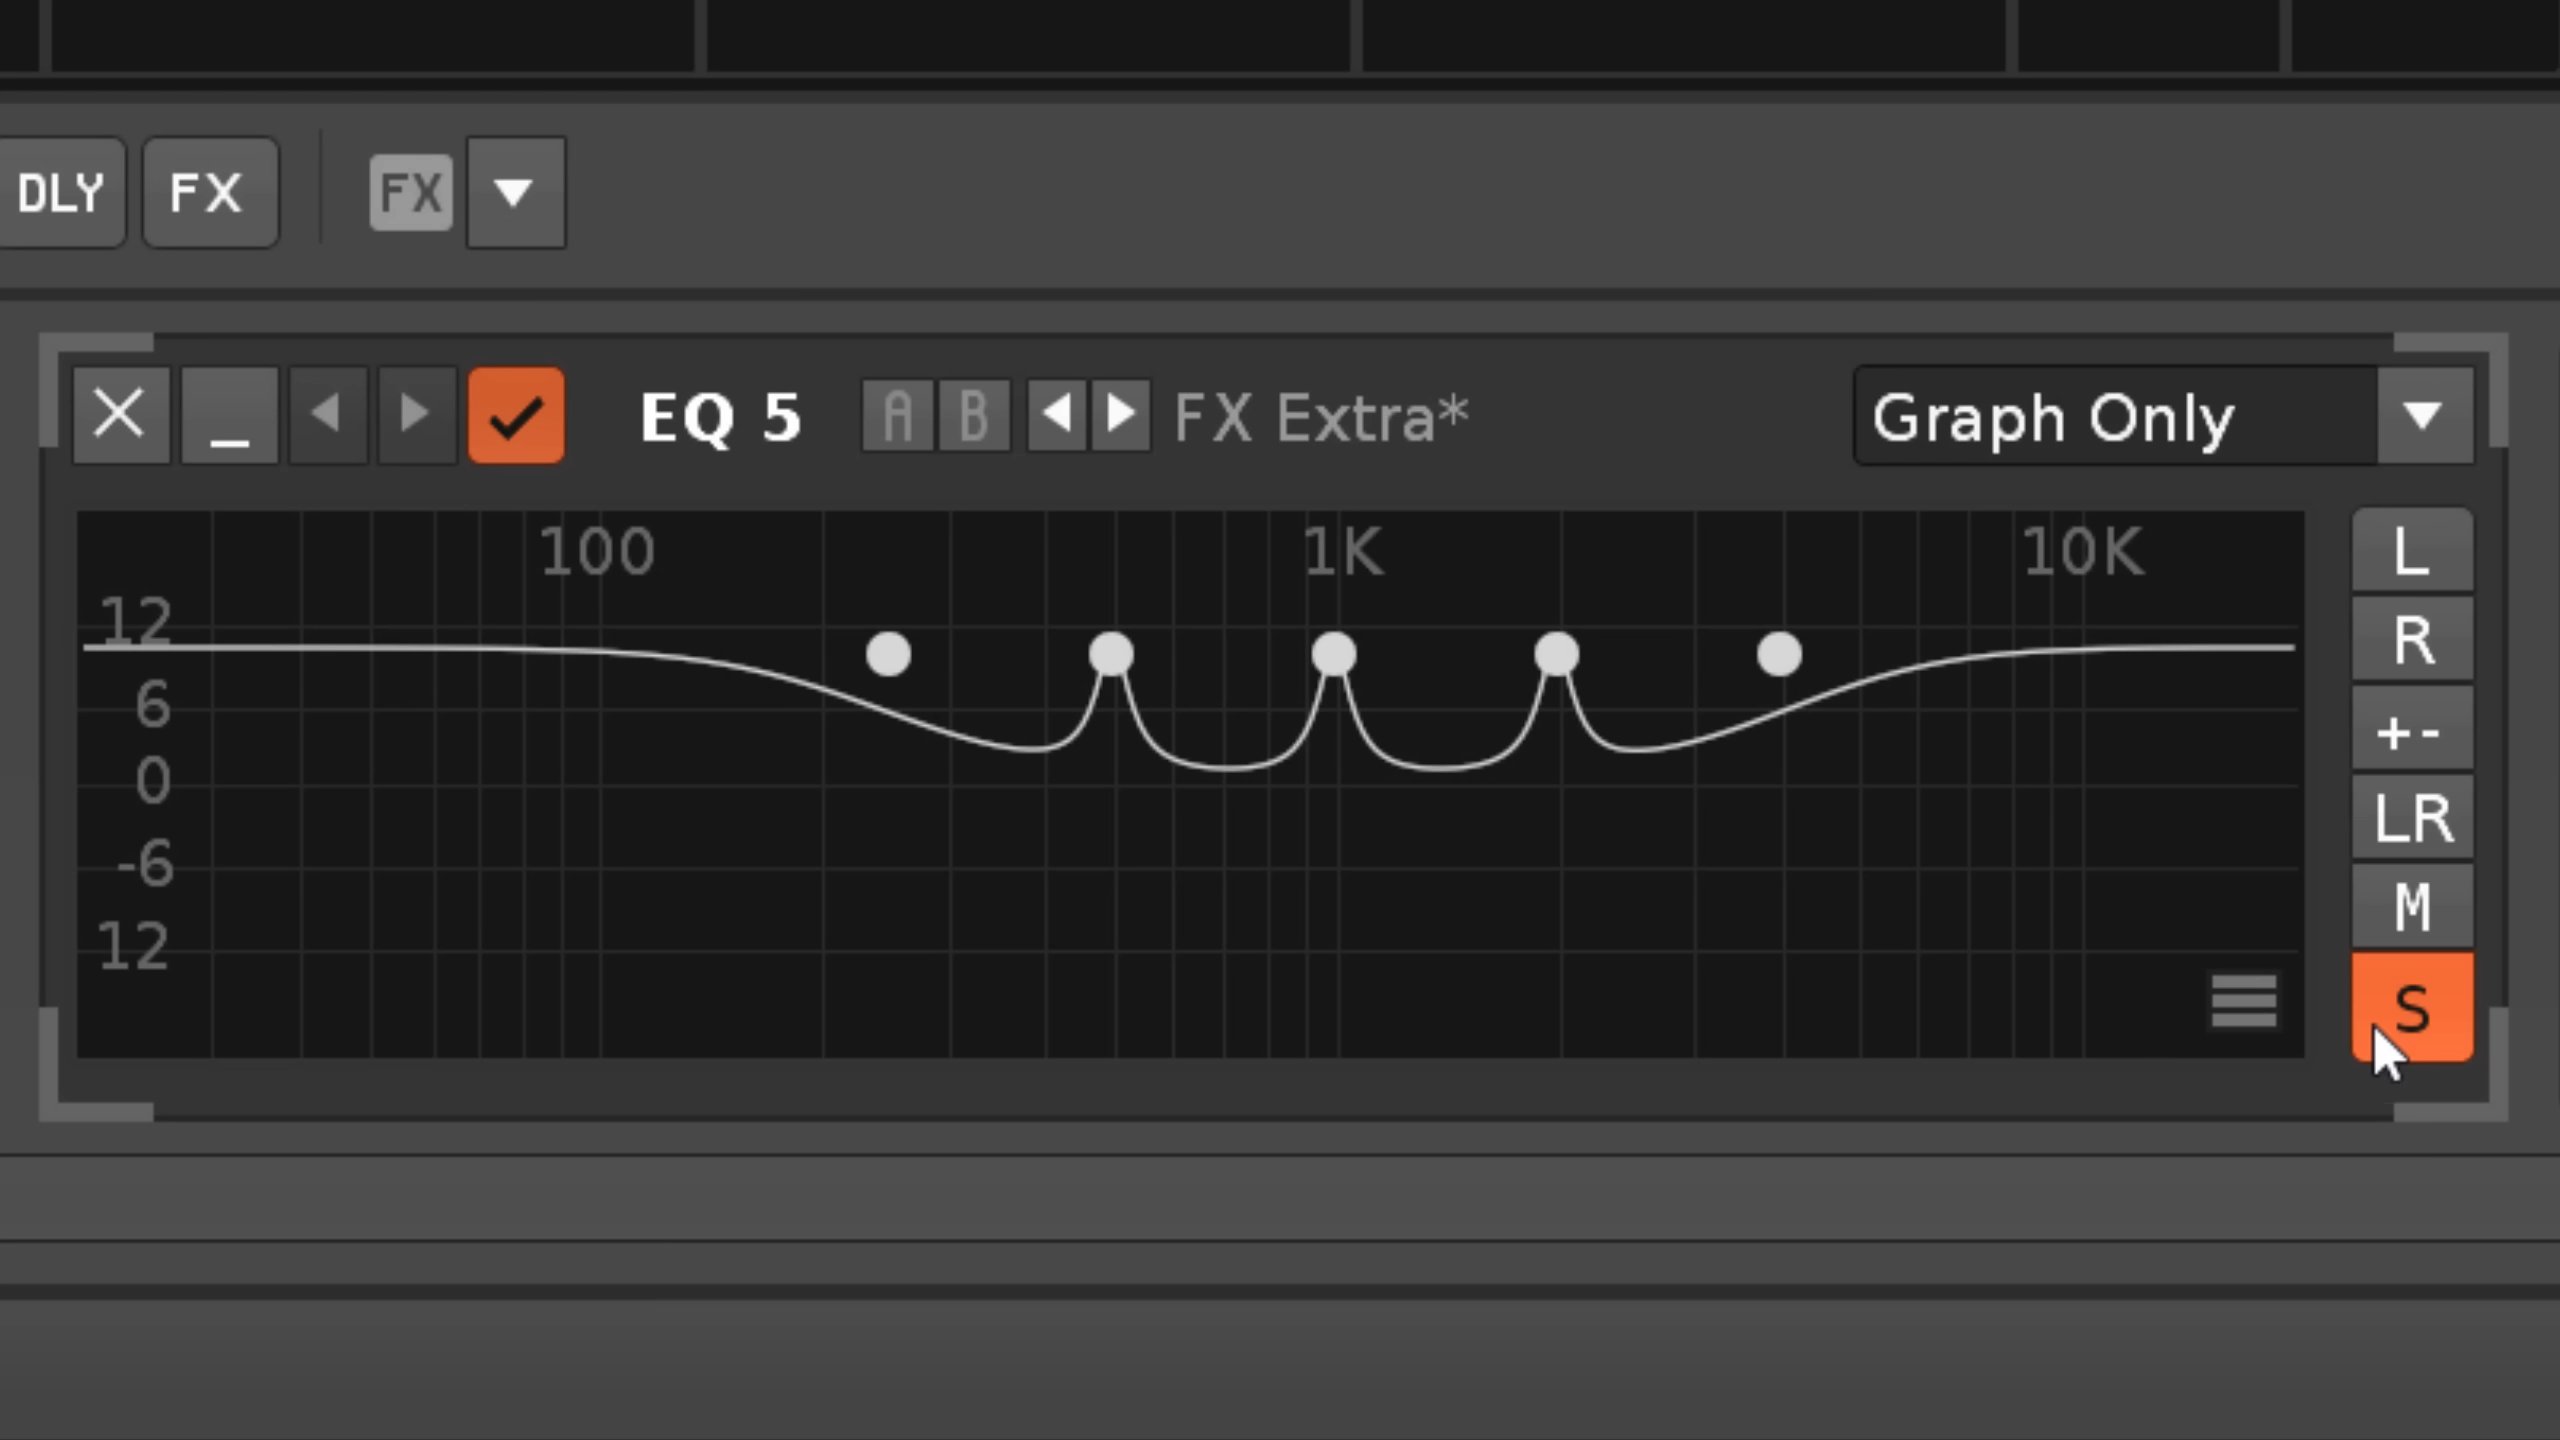 DLY FX FX
EQ 5 A B FX Extra* Graph Only
100 1K 10K
12
6
0
-6
12
L
R
+-
LR
M
S